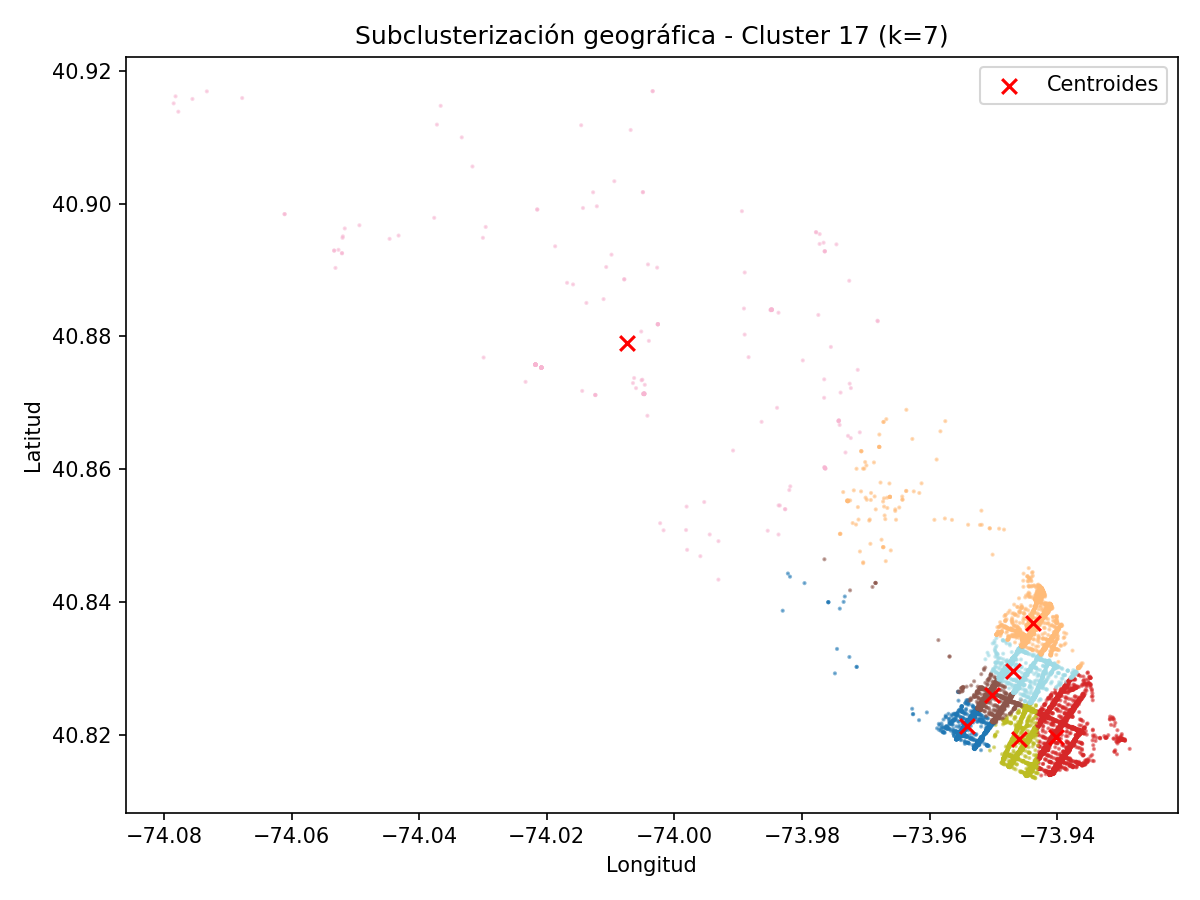 Subclusterización geográfica - Cluster 17 (k=7)
Centroides
40.92
40.90
40.88
40.86
40.84
40.82
Latitud
−74.08 −74.06 −74.04 −74.02 −74.00 −73.98 −73.96 −73.94
Longitud